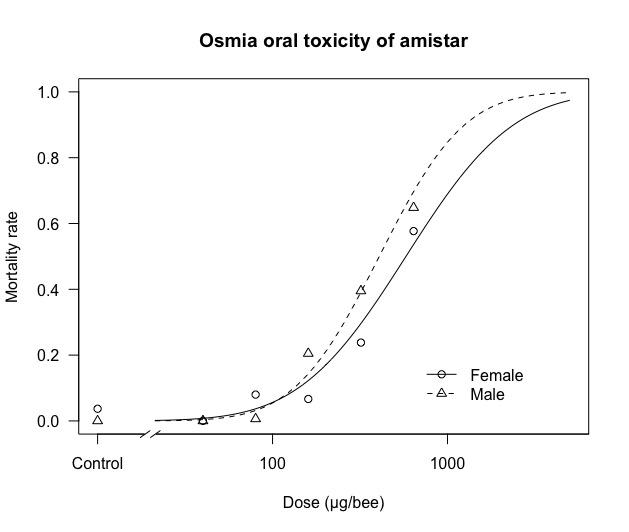 Osmia oral toxicity of amistar
1.0
0.8
0.6
0.4
0.2
0.0
Mortality rate
Female
Male
Control
100
1000
Dose (µg/bee)